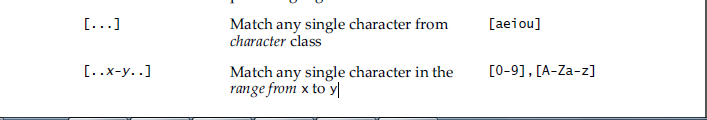 [...] Match any single character from [aeiou]
character class
[..x-y..] Match any single character in the [0-9],[A-Za-z]
range from x to y